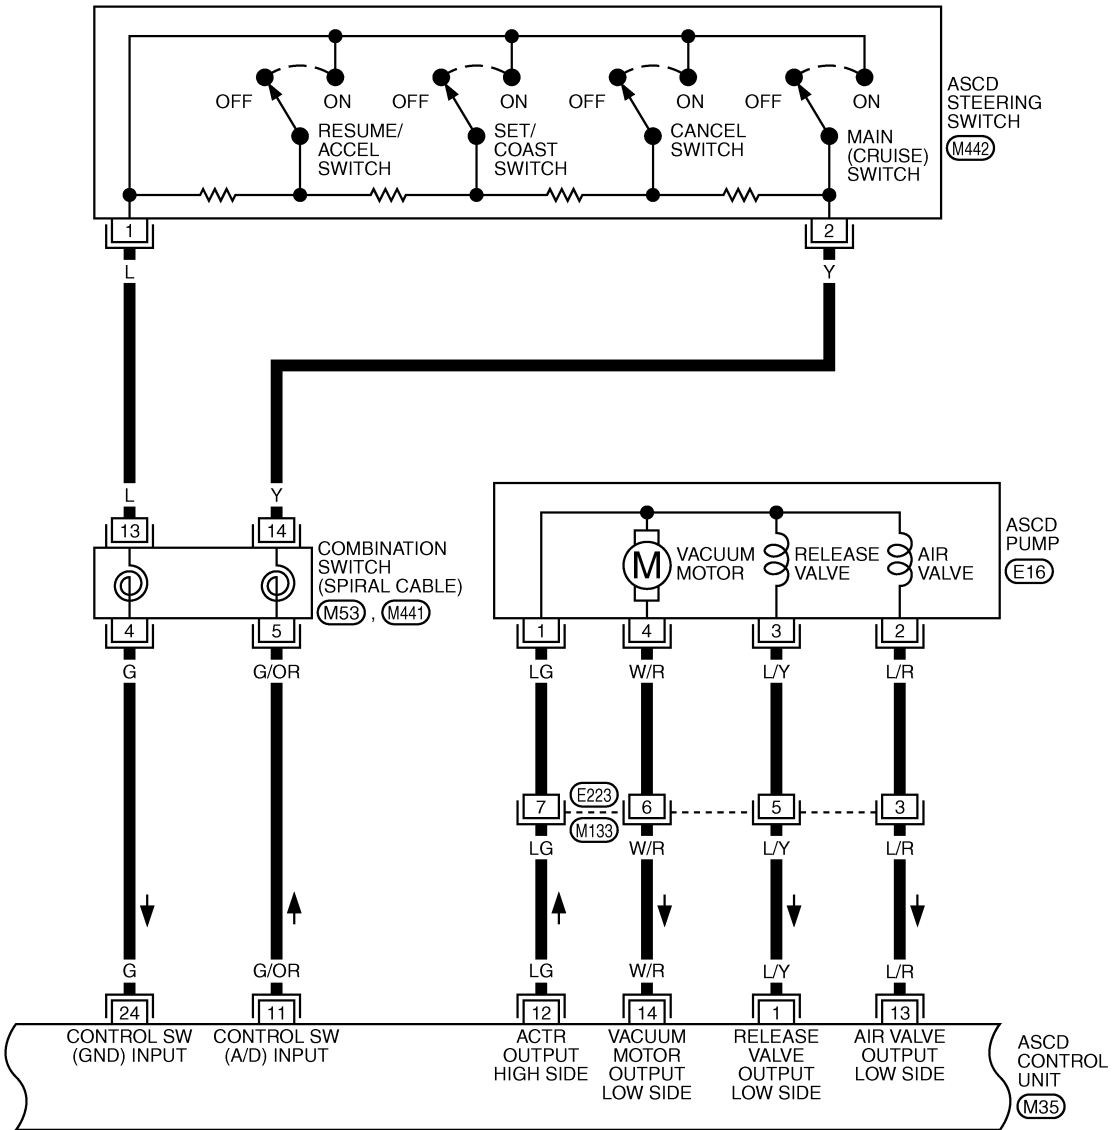 OFF ON OFF ON OFF ON OFF ON
RESUME/
ACCEL
SWITCH
SET/
COAST
SWITCH
CANCEL
SWITCH
MAIN
(CRUISE)
SWITCH
ASCD
STEERING
SWITCH
M442
1 2
L Y
L Y
13 14
COMBINATION
SWITCH
(SPIRAL CABLE)
M53 , M441
4 5
G G/OR
M
VACUUM
MOTOR
RELEASE
VALVE
AIR
VALVE
ASCD
PUMP
E16
1 4 3 2
LG W/R L/Y L/R
7 6 5 3
E223
M133
LG W/R L/Y L/R
G G/OR LG W/R L/Y L/R
24 11 12 14 1 13
CONTROL SW
(GND) INPUT
CONTROL SW
(A/D) INPUT
ACTR
OUTPUT
HIGH SIDE
VACUUM
MOTOR
OUTPUT
LOW SIDE
RELEASE
VALVE
OUTPUT
LOW SIDE
AIR VALVE
OUTPUT
LOW SIDE
ASCD
CONTROL
UNIT
M35